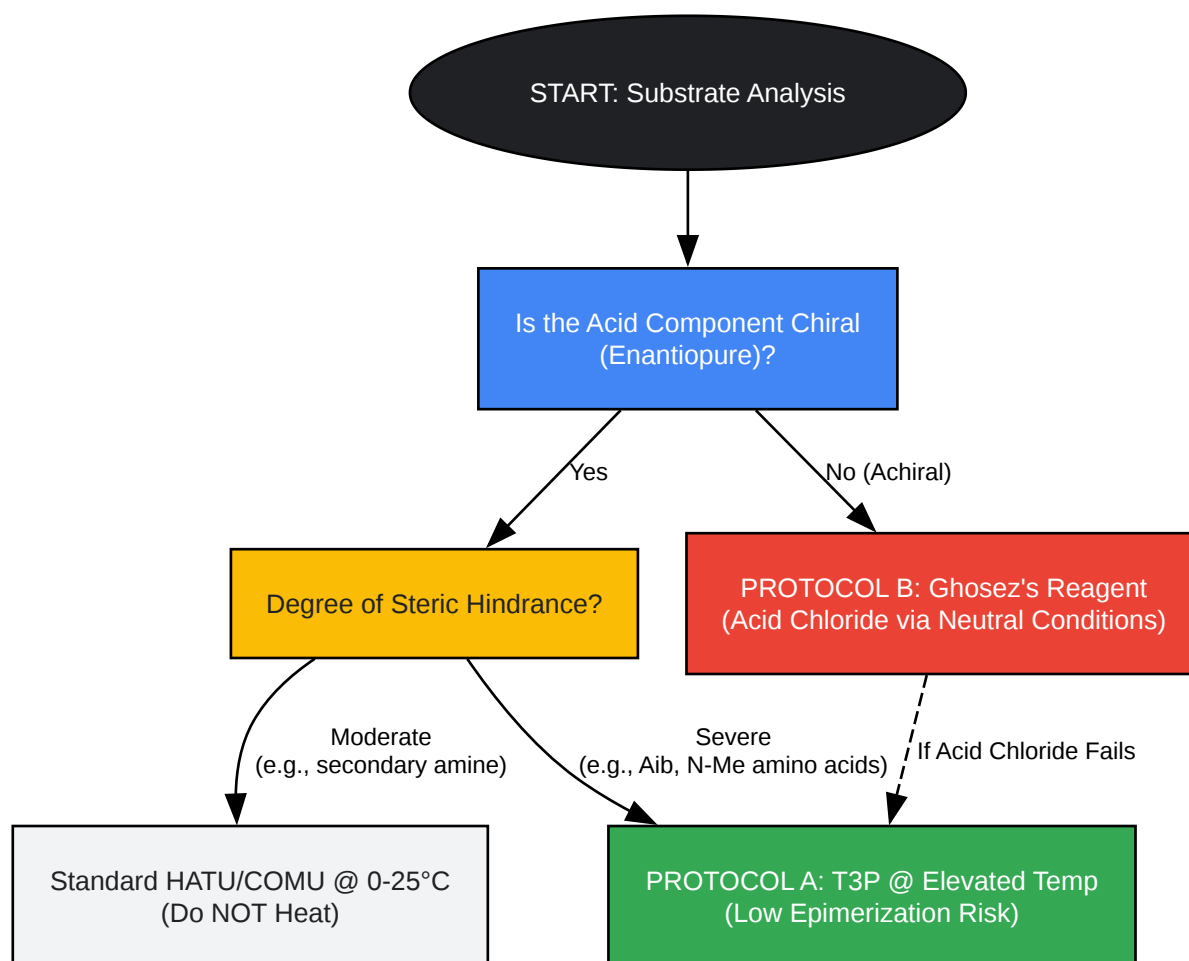 START: Substrate Analysis
Is the Acid Component Chiral
(Enantiopure)?
Yes
No (Achiral)
Degree of Steric Hindrance?
PROTOCOL B: Ghosez's Reagent
(Acid Chloride via Neutral Conditions)
Moderate
(e.g., secondary amine)
Severe
(e.g., Aib, N-Me amino acids)
If Acid Chloride Fails
Standard HATU/COMU @ 0-25°C
(Do NOT Heat)
PROTOCOL A: T3P @ Elevated Temp
(Low Epimerization Risk)